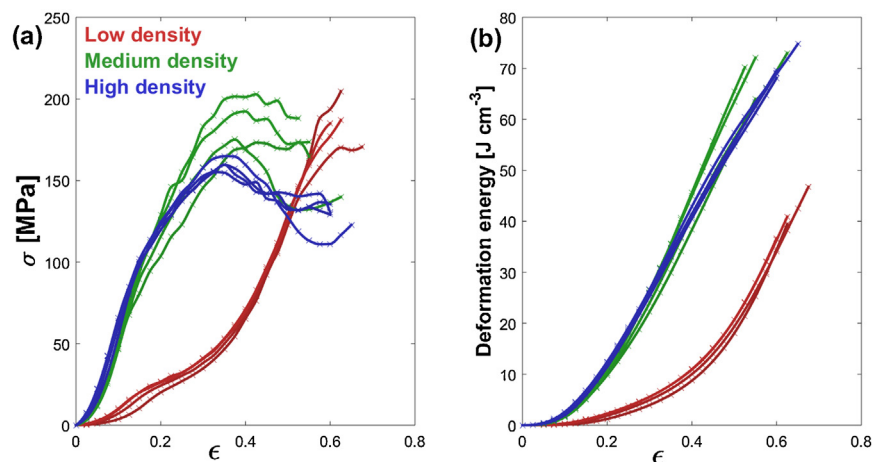 (a)
Low density
Medium density
High density
250
200
150
100
50
0
σ [MPa]
0
0.2
0.4
0.6
0.8
ϵ
(b)
80
70
60
50
40
30
20
10
0
Deformation energy [J cm-3]
0
0.2
0.4
0.6
0.8
ϵ